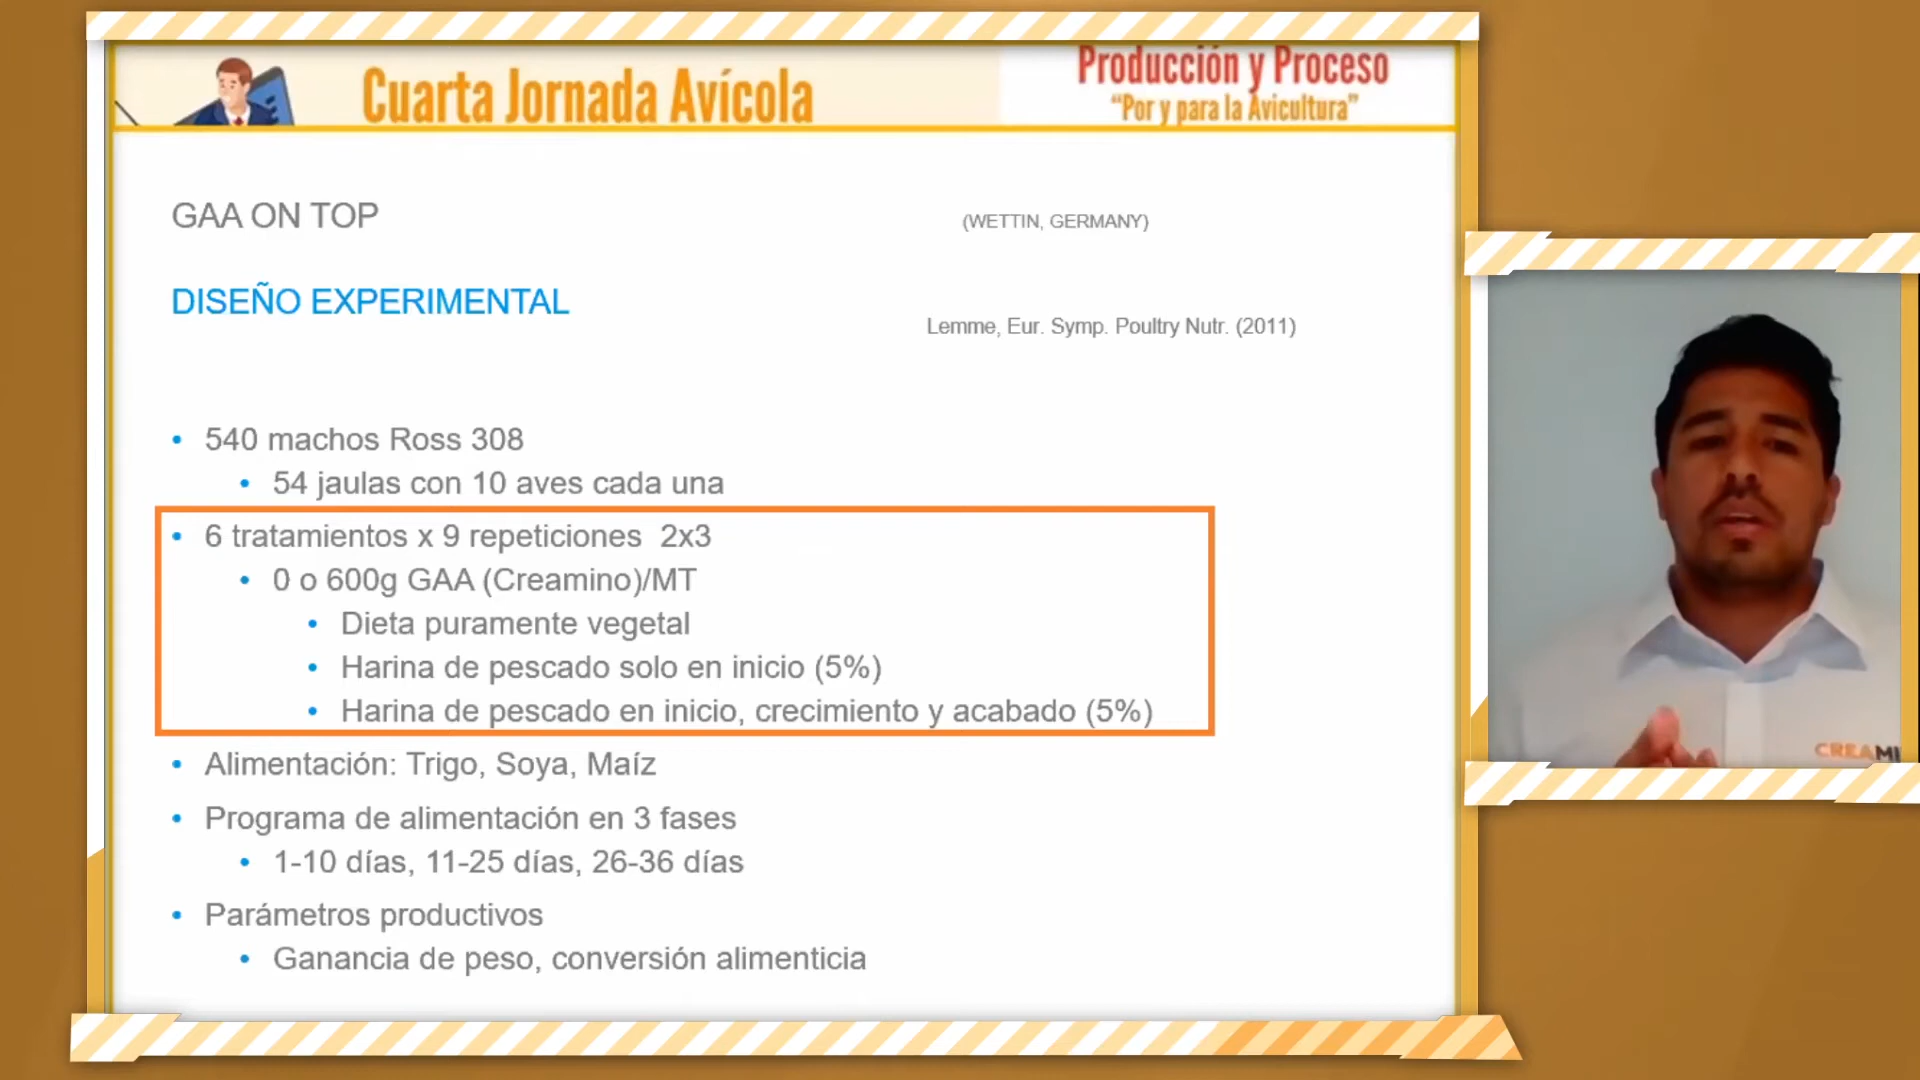 Cuarta Jornada Avícola
Producción y Proceso
“Por y para la Avicultura”
GAA ON TOP
(WETTIN, GERMANY)
DISEÑO EXPERIMENTAL
Lemme, Eur. Symp. Poultry Nutr. (2011)
• 540 machos Ross 308
• 54 jaulas con 10 aves cada una
• 6 tratamientos x 9 repeticiones 2x3
• 0 o 600g GAA (Creamino)/MT
• Dieta puramente vegetal
• Harina de pescado solo en inicio (5%)
• Harina de pescado en inicio, crecimiento y acabado (5%)
• Alimentación: Trigo, Soya, Maíz
• Programa de alimentación en 3 fases
• 1-10 días, 11-25 días, 26-36 días
• Parámetros productivos
• Ganancia de peso, conversión alimenticia
CREAMI